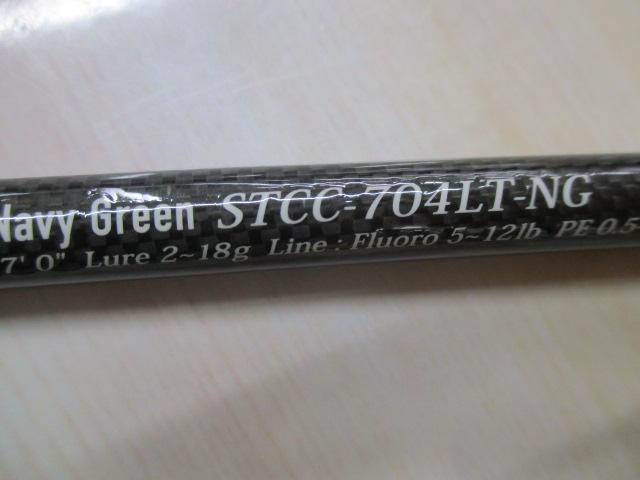 Navy Green STCC-704LT-NG
7' 0" Lure 2~18g Line : Fluoro 5~12lb PE 0.5-